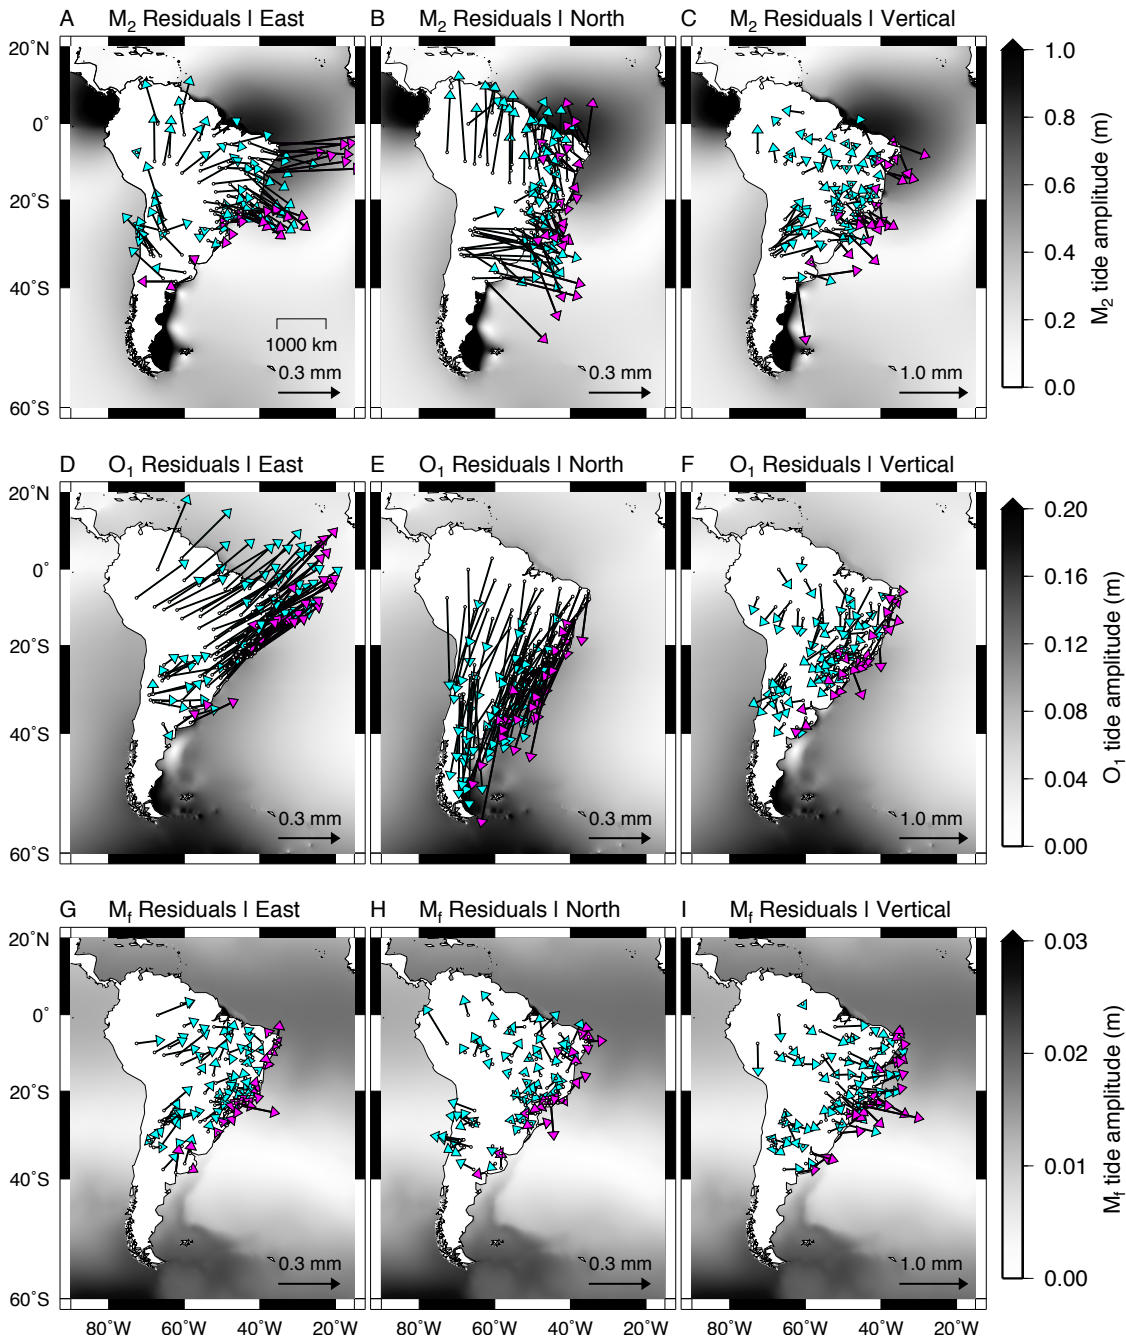 A M₂ Residuals | East
B M₂ Residuals | North
C M₂ Residuals | Vertical
20˚N
0˚
20˚S
40˚S
60˚S
1000 km
0.3 mm
0.3 mm
1.0 mm
1.0
0.8
0.6
0.4
0.2
0.0
M₂ tide amplitude (m)
D O₁ Residuals | East
E O₁ Residuals | North
F O₁ Residuals | Vertical
20˚N
0˚
20˚S
40˚S
60˚S
0.3 mm
0.3 mm
1.0 mm
0.20
0.16
0.12
0.08
0.04
0.00
O₁ tide amplitude (m)
G M_f Residuals | East
H M_f Residuals | North
I M_f Residuals | Vertical
20˚N
0˚
20˚S
40˚S
60˚S
0.3 mm
0.3 mm
1.0 mm
0.03
0.02
0.01
0.00
M_f tide amplitude (m)
80˚W 60˚W 40˚W 20˚W
80˚W 60˚W 40˚W 20˚W
80˚W 60˚W 40˚W 20˚W